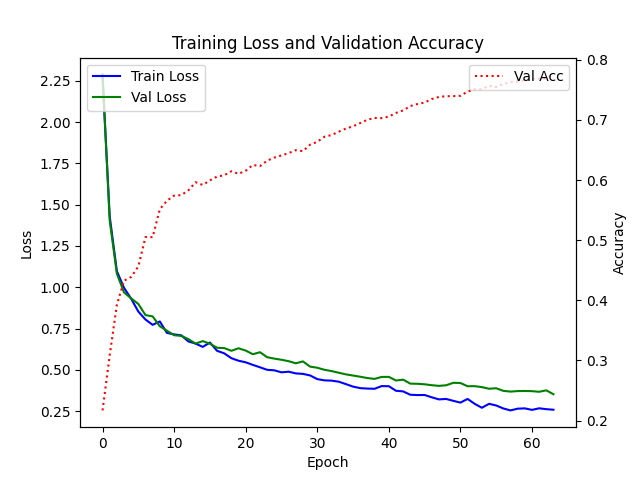 Training Loss and Validation Accuracy
Train Loss
Val Loss
Val Acc
Loss
2.25
2.00
1.75
1.50
1.25
1.00
0.75
0.50
0.25
0.8
0.7
0.6
0.5
0.4
0.3
0.2
Accuracy
0 10 20 30 40 50 60
Epoch